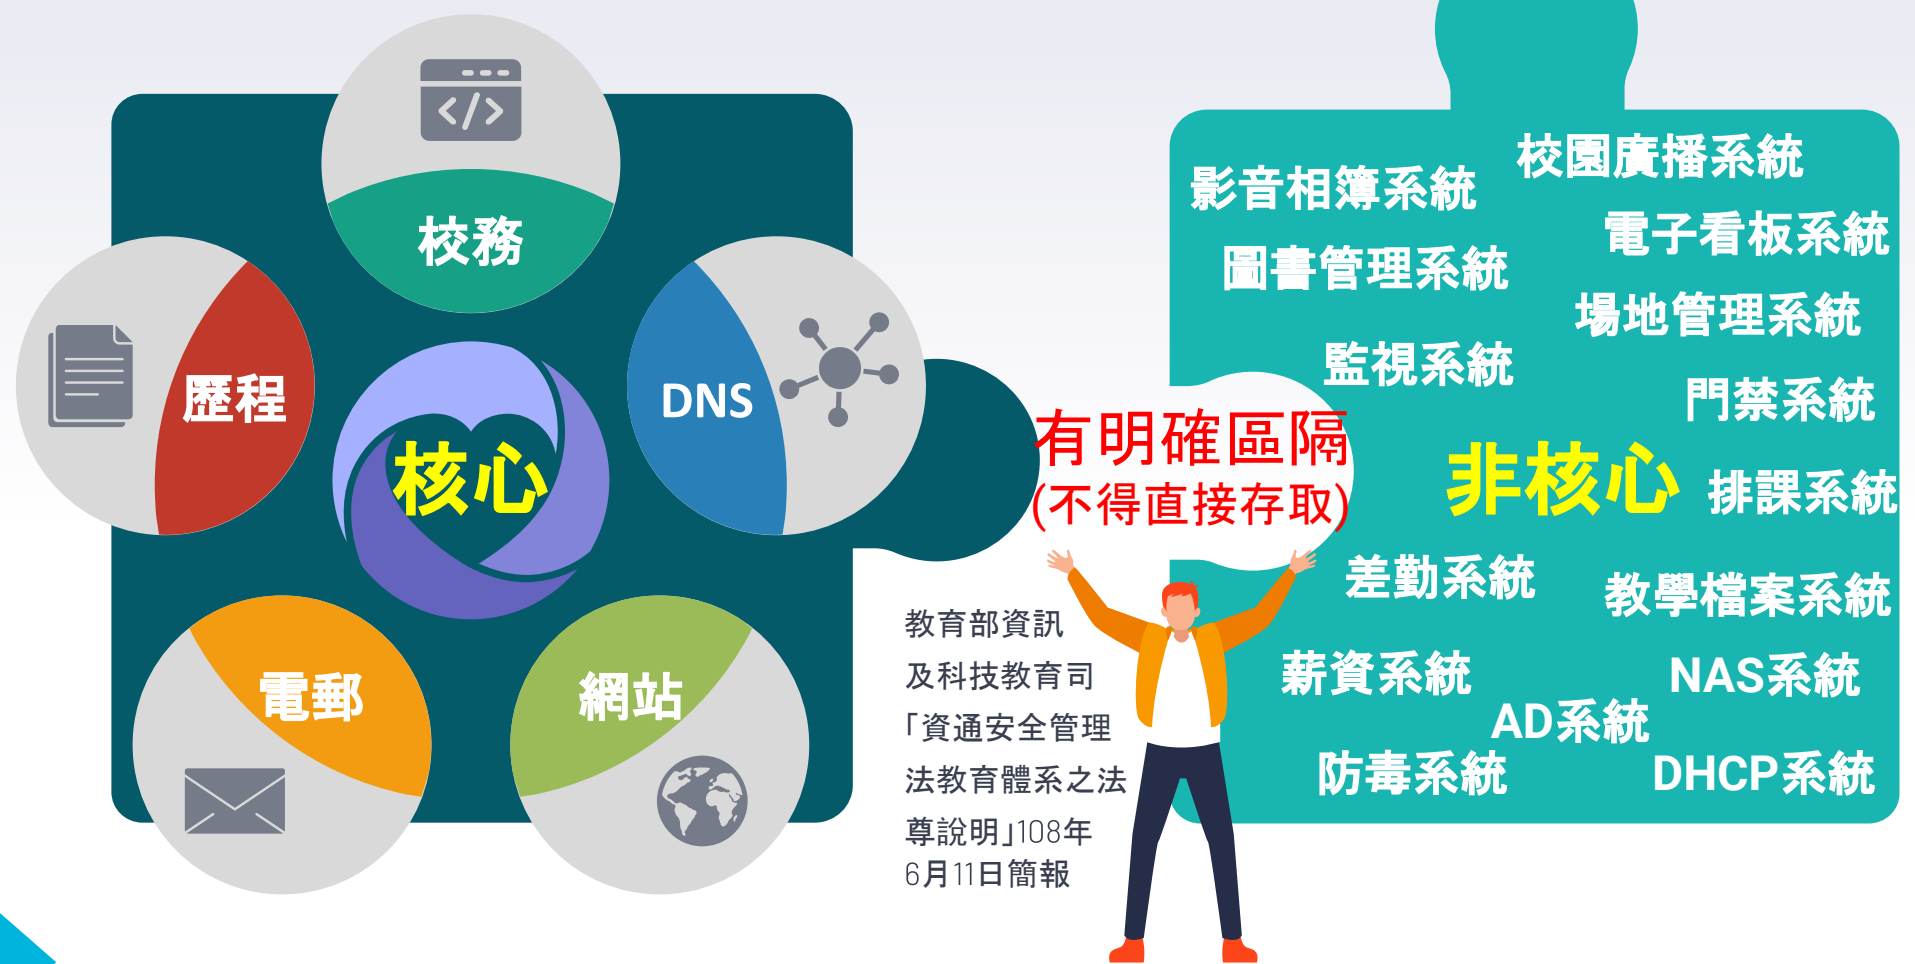 校務
歷程
DNS
核心
電郵
網站
有明確區隔
(不得直接存取)
教育部資訊
及科技教育司
「資通安全管理
法教育體系之法
尊說明」108年
6月11日簡報
校園廣播系統
影音相簿系統
電子看板系統
圖書管理系統
場地管理系統
監視系統
門禁系統
非核心
排課系統
差勤系統
教學檔案系統
薪資系統
NAS系統
AD系統
防毒系統
DHCP系統